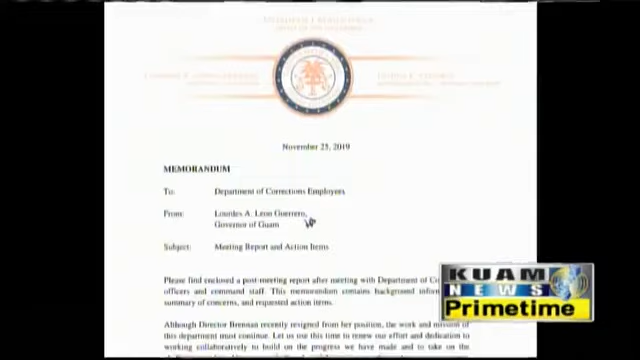 November 25, 2019
MEMORANDUM
To: Department of Corrections Employees
From: Lourdes A. Leon Guerrero,
Governor of Guam
Subject: Meeting Report and Action Items
Please find enclosed a post-meeting report after meeting with Department of Co
officers and command staff. This memorandum contains background infor
summary of concerns, and requested action items.
Although Director Brennan recently resigned from her position, the work and mission of
this department must continue. Let us use this time to renew our effort and dedication to
working collaboratively to build on the progress we have made and to take on the
KUAM
NEWS
Primetime